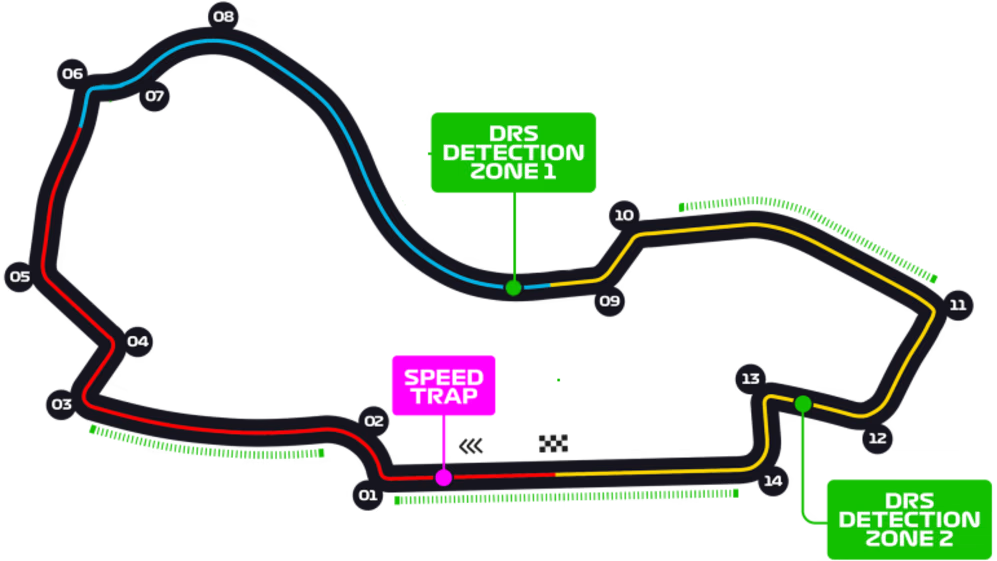 08
06
07
DRS
DETECTION
ZONE 1
10
05
09
11
04
SPEED
TRAP
13
03
02
12
01
14
DRS
DETECTION
ZONE 2